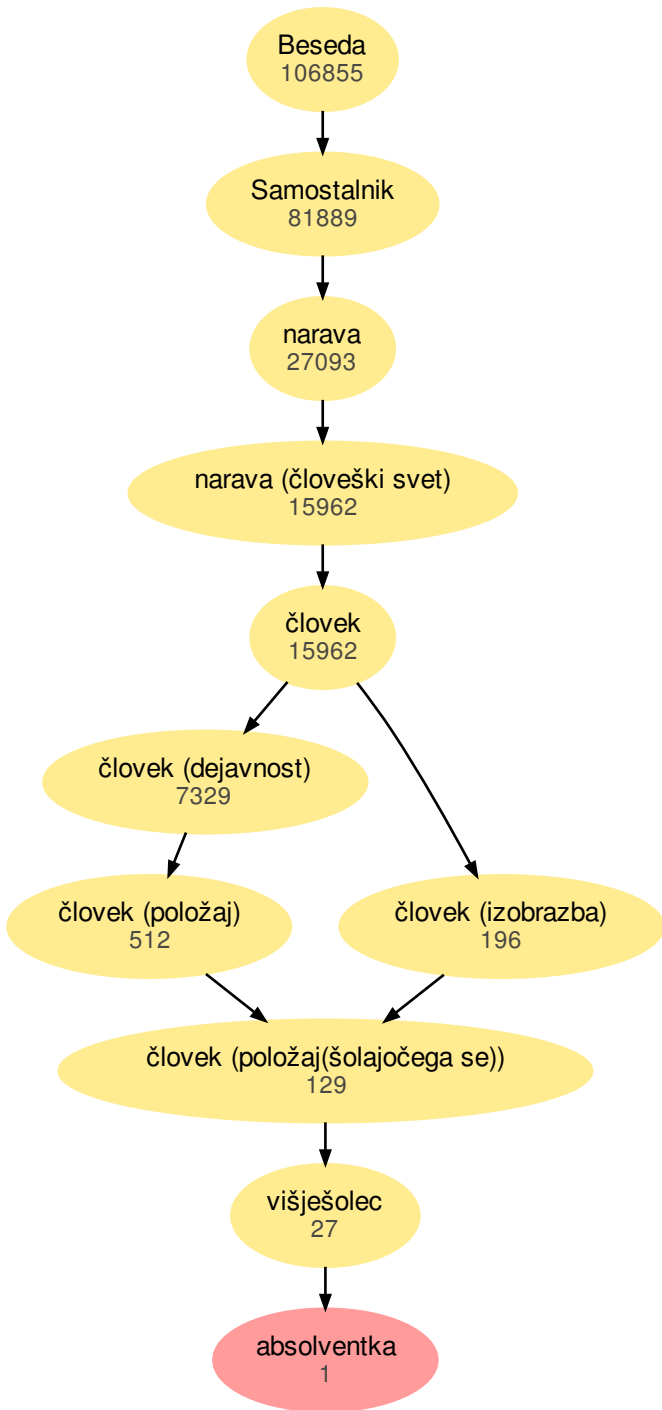 Beseda
106855
Samostalnik
81889
narava
27093
narava (človeški svet)
15962
človek
15962
človek (dejavnost)
7329
človek (položaj)
512
človek (izobrazba)
196
človek (položaj(šolajočega se))
129
višješolec
27
absolventka
1